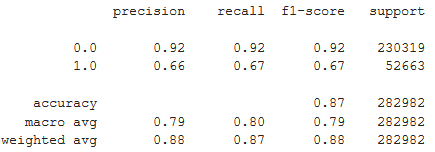 precision recall f1-score support
0.0 0.92 0.92 0.92 230319
1.0 0.66 0.67 0.67 52663
accuracy 0.87 282982
macro avg 0.79 0.80 0.79 282982
weighted avg 0.88 0.87 0.88 282982